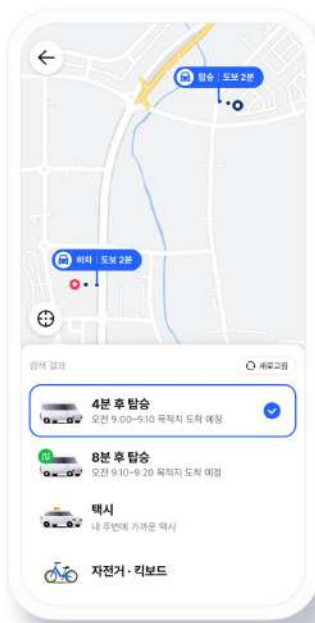 탑승 | 도보 2분
하차 | 도보 2분
검색 결과
새로고침
4분 후 탑승
오전 9:00~9:10 목적지 도착 예정
8분 후 탑승
오전 9:10~9:20 목적지 도착 예정
택시
내 주변에 가까운 택시
자전거 · 킥보드